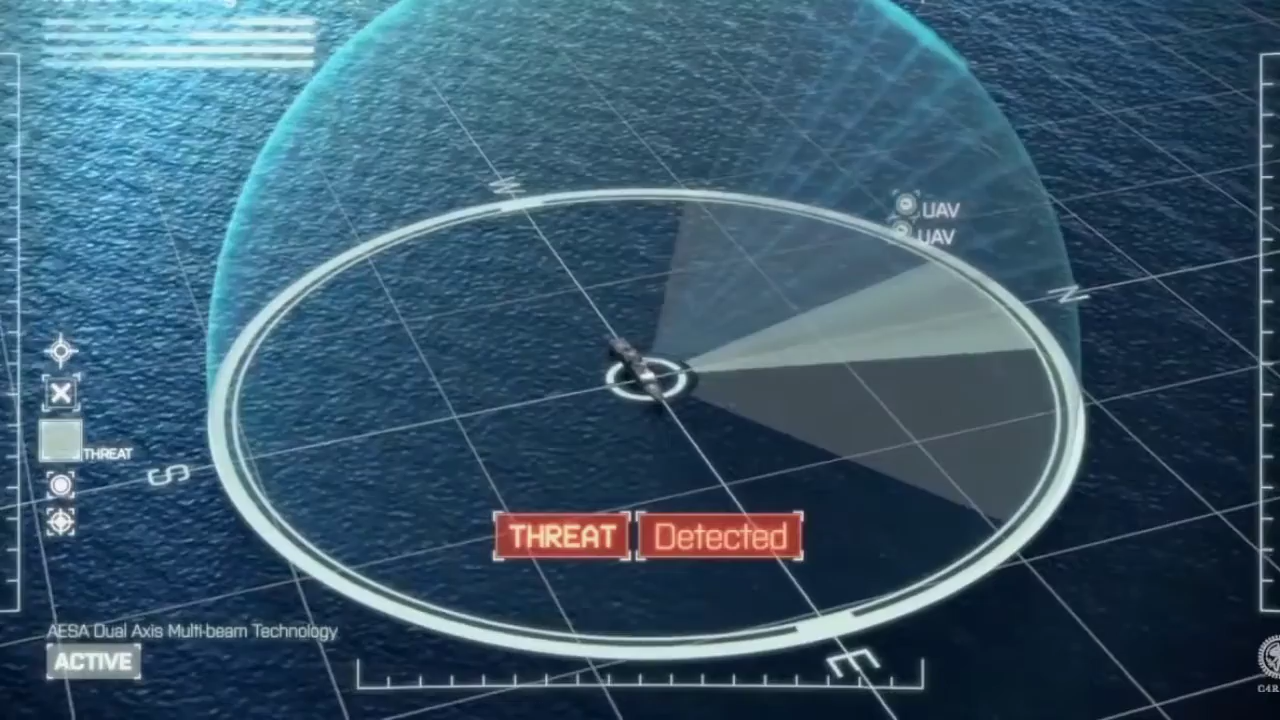 W
UAV
UAV
N
THREAT
S
THREAT Detected
AESA Dual Axis Multi-beam Technology
ACTIVE
E